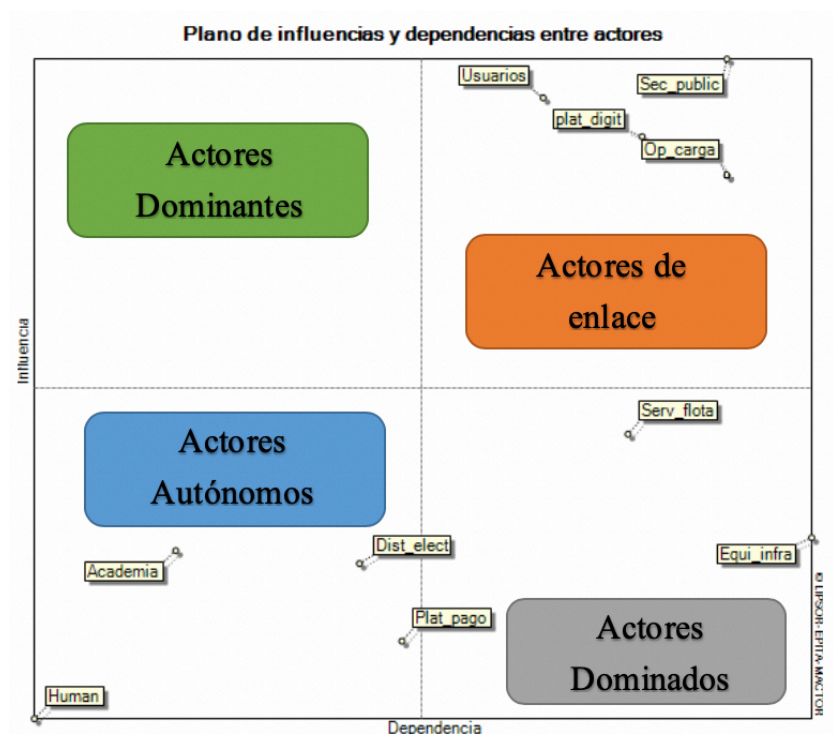 Plano de influencias y dependencias entre actores
Usuarios
Sec_public
plat_digit
Op_carga
Actores
Dominantes
Actores de
enlace
Influencia
Serv_flota
Actores
Autónomos
Dist_elect
Equi_infra
Academia
Plat_pago
Actores
Dominados
Human
Dependencia
© LIPSOR-EPITA-MACTOR